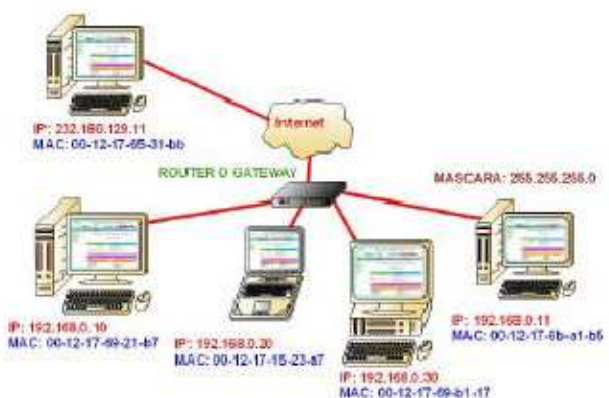 Internet
IP: 232.180.129.11
MAC: 00-12-17-65-31-bb
ROUTER O GATEWAY
MASCARA: 255.255.255.0
IP: 192.168.0.10
MAC: 00-12-17-69-21-b7
IP: 192.168.0.20
MAC: 00-12-17-15-23-a7
IP: 192.168.0.30
MAC: 00-12-17-69-b1-17
IP: 192.168.0.11
MAC: 00-12-17-6b-a1-b5